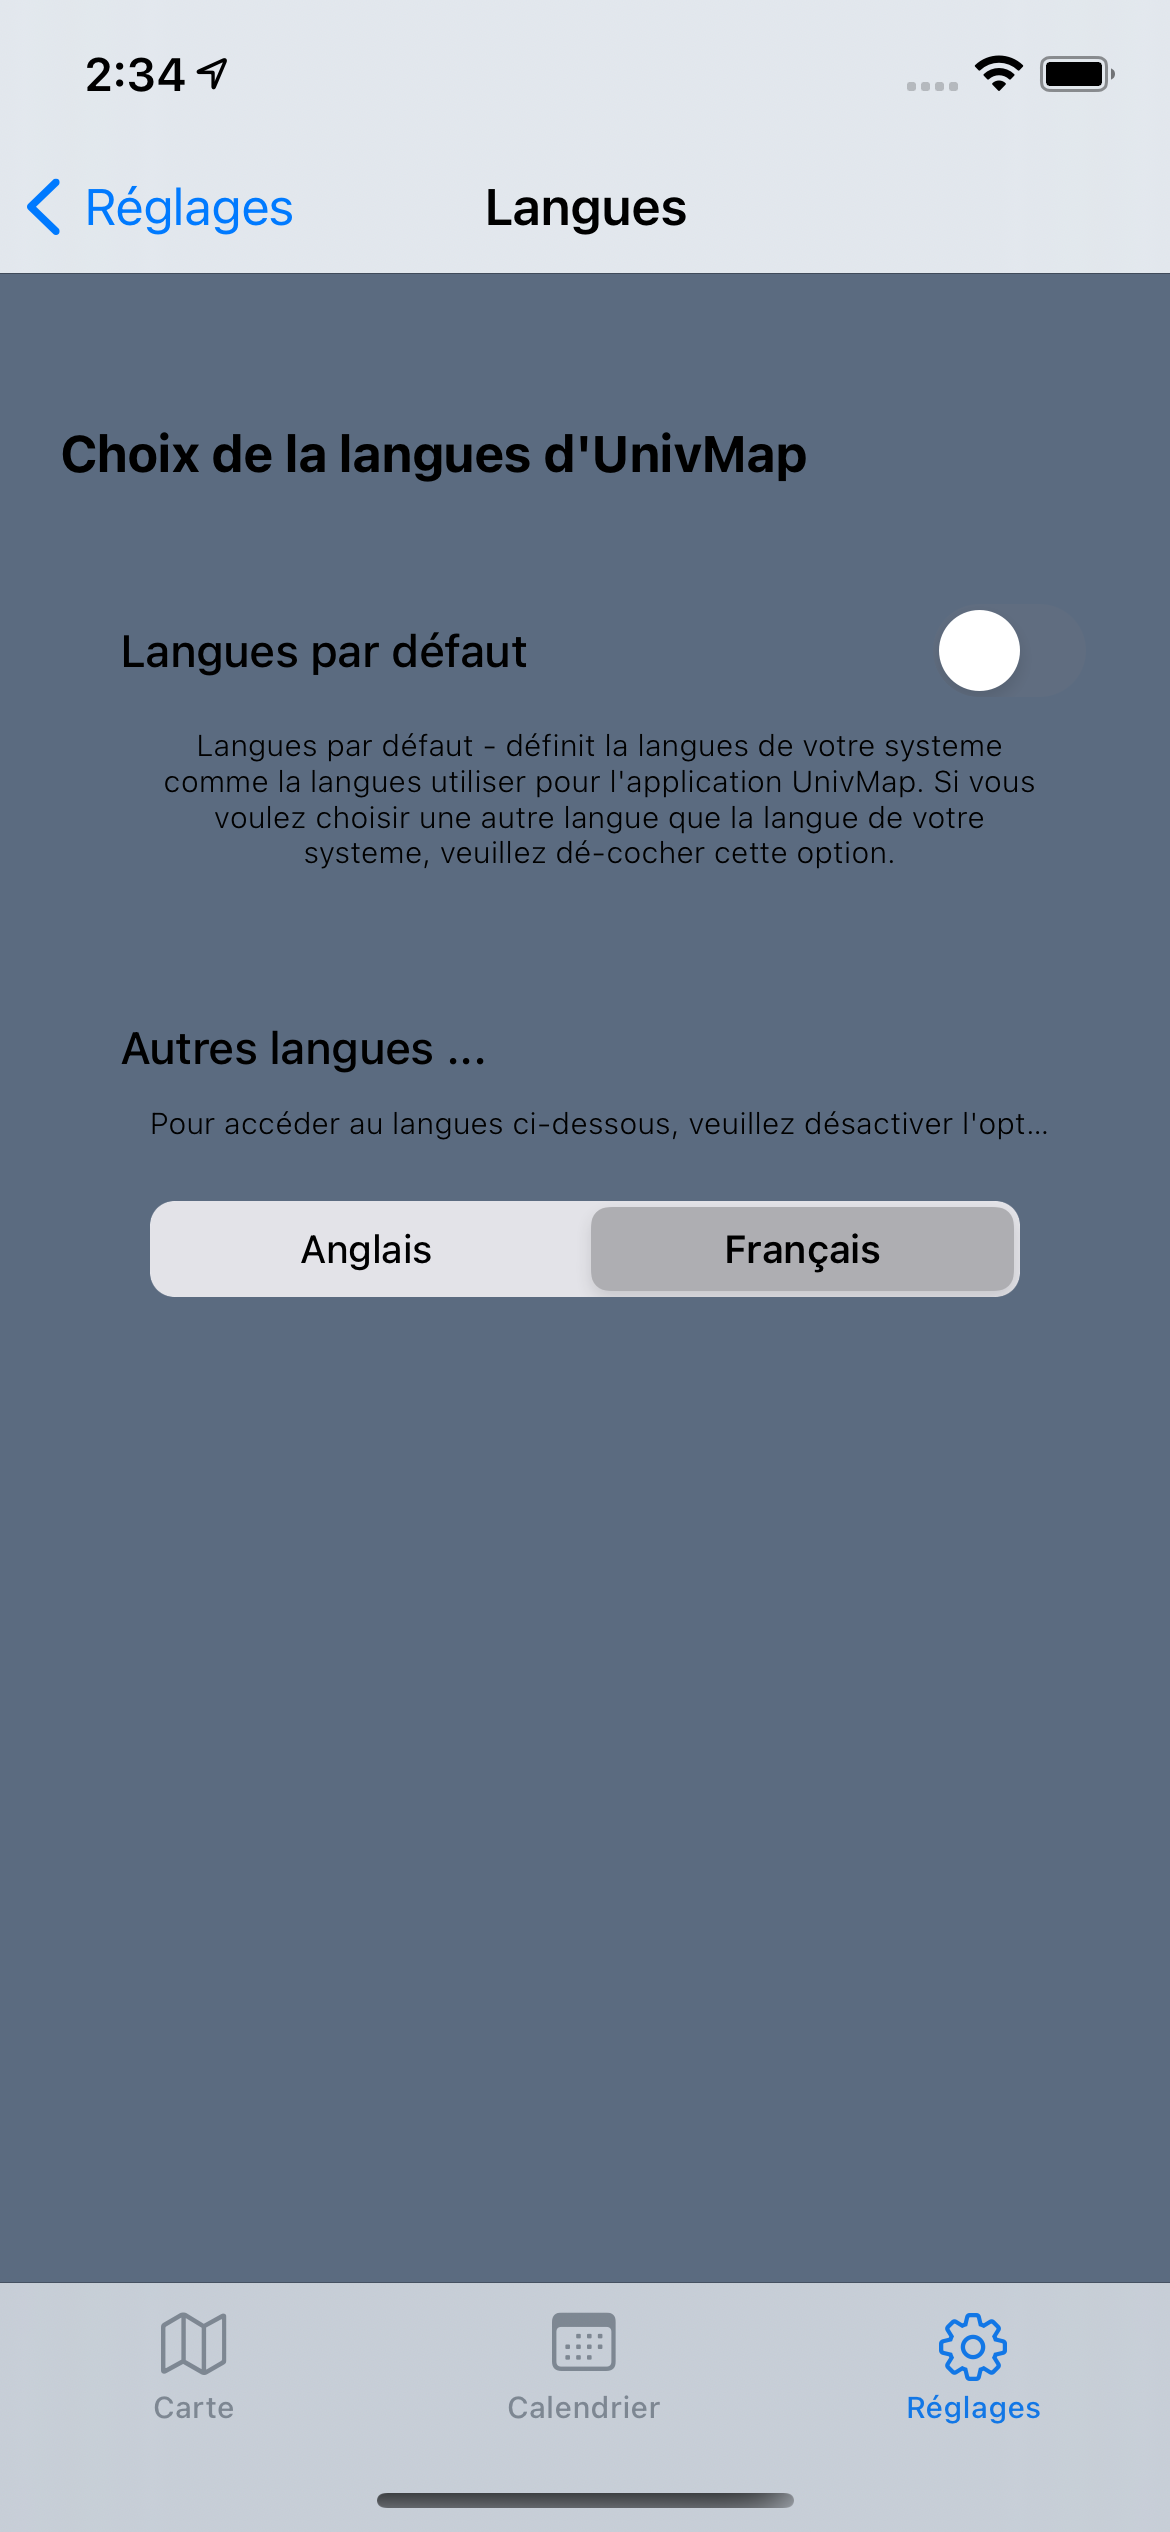 2:34
Réglages
Langues
Choix de la langues d'UnivMap
Langues par défaut
Langues par défaut - définit la langues de votre systeme
comme la langues utiliser pour l'application UnivMap. Si vous
voulez choisir une autre langue que la langue de votre
systeme, veuillez dé-cocher cette option.
Autres langues ...
Pour accéder au langues ci-dessous, veuillez désactiver l'opt...
Anglais
Français
Carte
Calendrier
Réglages